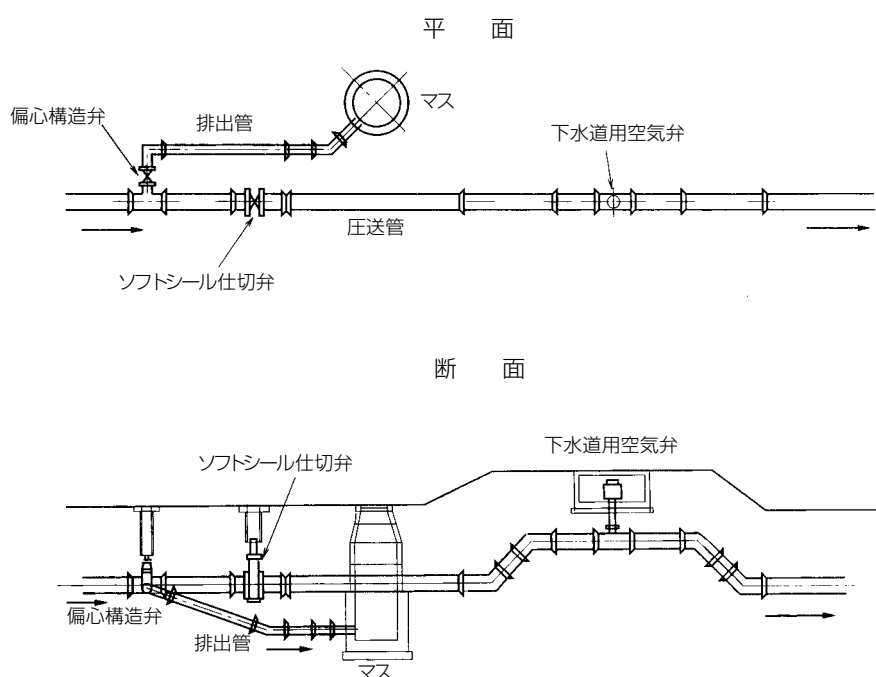 平　面
マス
偏心構造弁
排出管
下水道用空気弁
圧送管
ソフトシール仕切弁
断　面
下水道用空気弁
ソフトシール仕切弁
偏心構造弁
排出管
マス